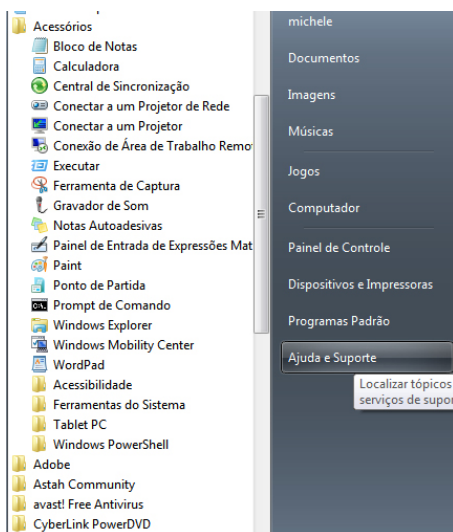 Acessórios
Bloco de Notas
Calculadora
Central de Sincronização
Conectar a um Projetor de Rede
Conectar a um Projetor
Conexão de Área de Trabalho Remo
Executar
Ferramenta de Captura
Gravador de Som
Notas Autoadesivas
Painel de Entrada de Expressões Mat
Paint
Ponto de Partida
Prompt de Comando
Windows Explorer
Windows Mobility Center
WordPad
Acessibilidade
Ferramentas do Sistema
Tablet PC
Windows PowerShell
Adobe
Astah Community
avast! Free Antivirus
CyberLink PowerDVD
michele
Documentos
Imagens
Músicas
Jogos
Computador
Painel de Controle
Dispositivos e Impressoras
Programas Padrão
Ajuda e Suporte
Localizar tópicos
serviços de supor